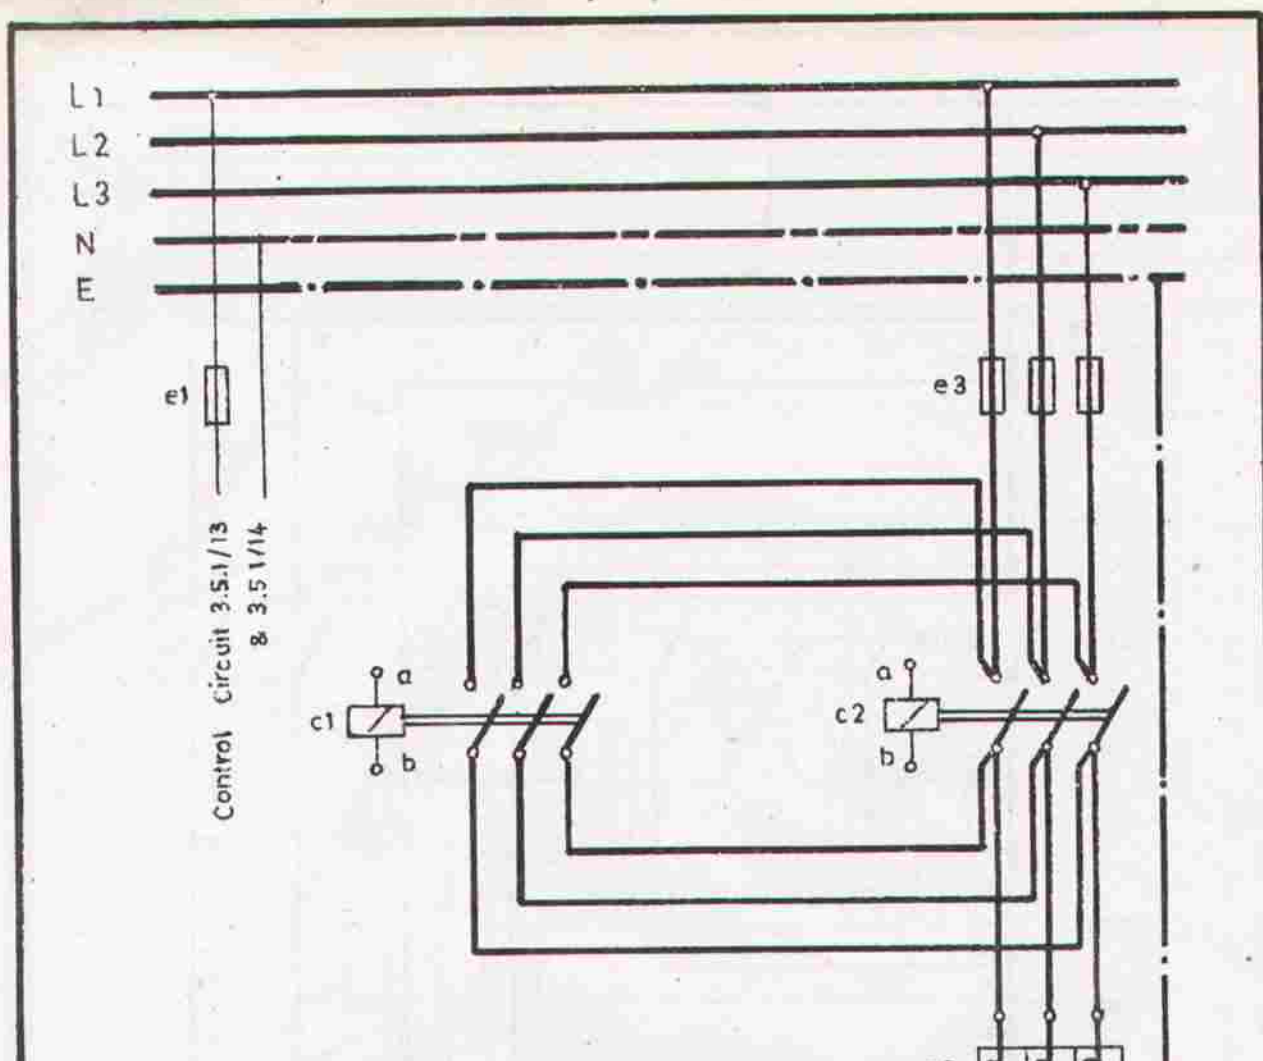 L1
L2
L3
N
E
e1
e3
Control Circuit 3.5.1/13
& 3.5 1/14
a
c1
b
a
c2
b